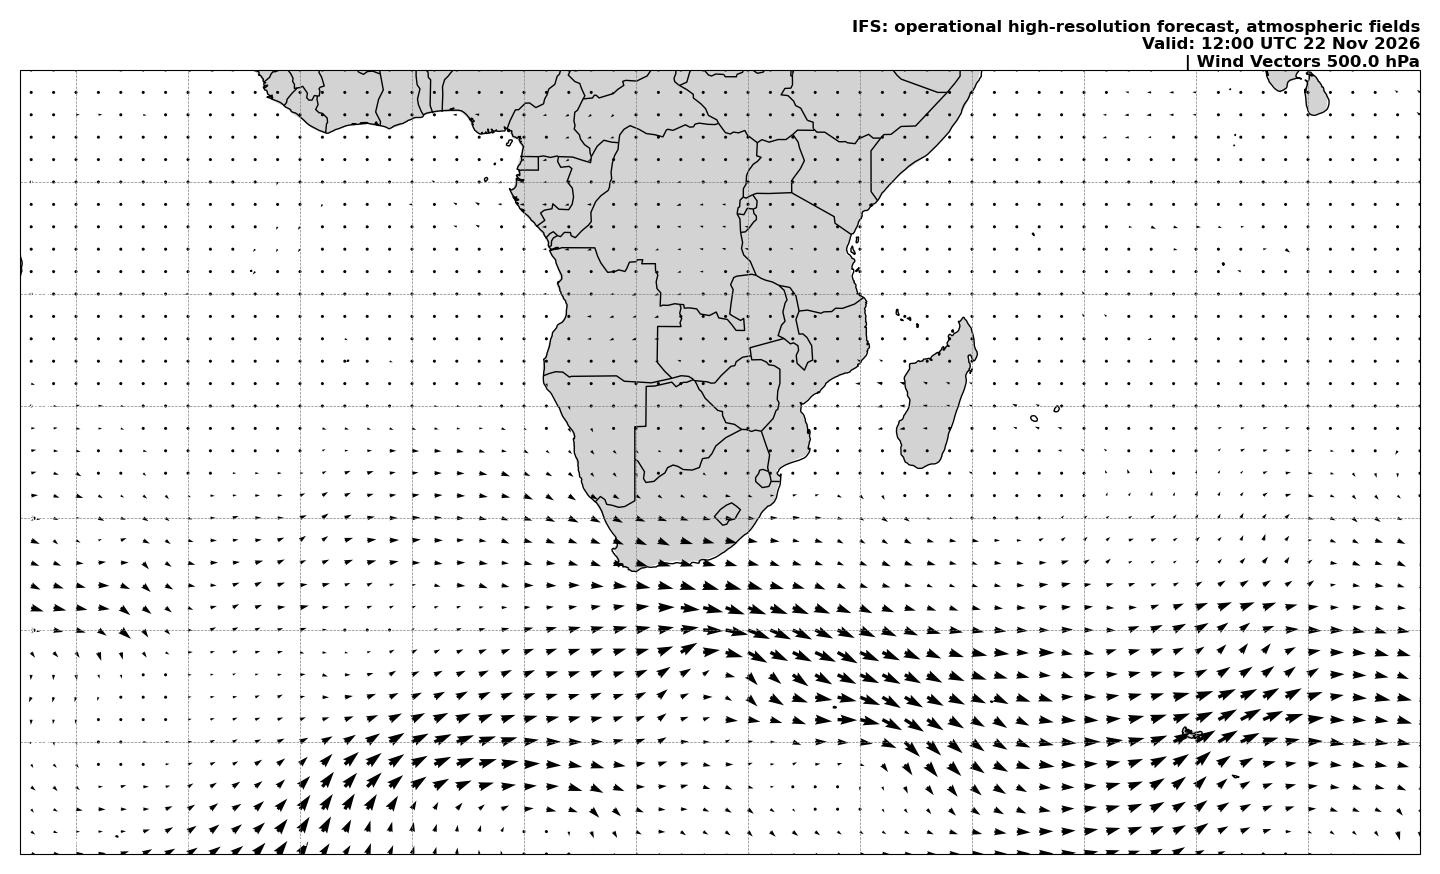 IFS: operational high-resolution forecast, atmospheric fields
Valid: 12:00 UTC 22 Nov 2026
| Wind Vectors 500.0 hPa